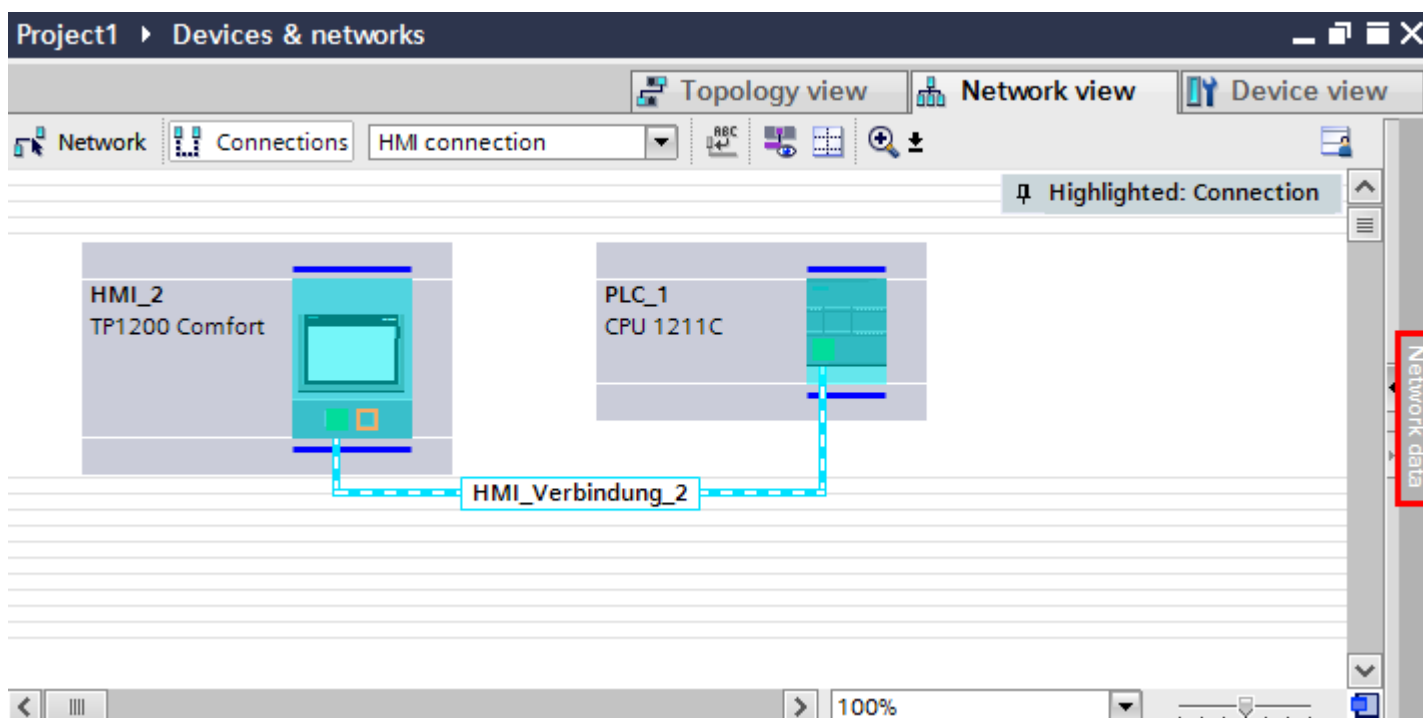 Project1 ▸ Devices & networks
Topology view
Network view
Device view
Network
Connections
HMI connection
ABC
Highlighted: Connection
HMI_2
TP1200 Comfort
PLC_1
CPU 1211C
HMI_Verbindung_2
Network data
100%